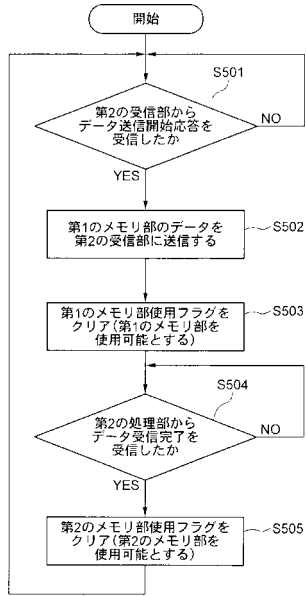 開始
S501
第2の受信部から
データ送信開始応答を
受信したか
NO
YES
第1のメモリ部のデータを
第2の受信部に送信する
S502
第1のメモリ部使用フラグを
クリア(第1のメモリ部を
使用可能とする)
S503
S504
第2の処理部から
データ受信完了を
受信したか
NO
YES
第2のメモリ部使用フラグを
クリア(第2のメモリ部を
使用可能とする)
S505